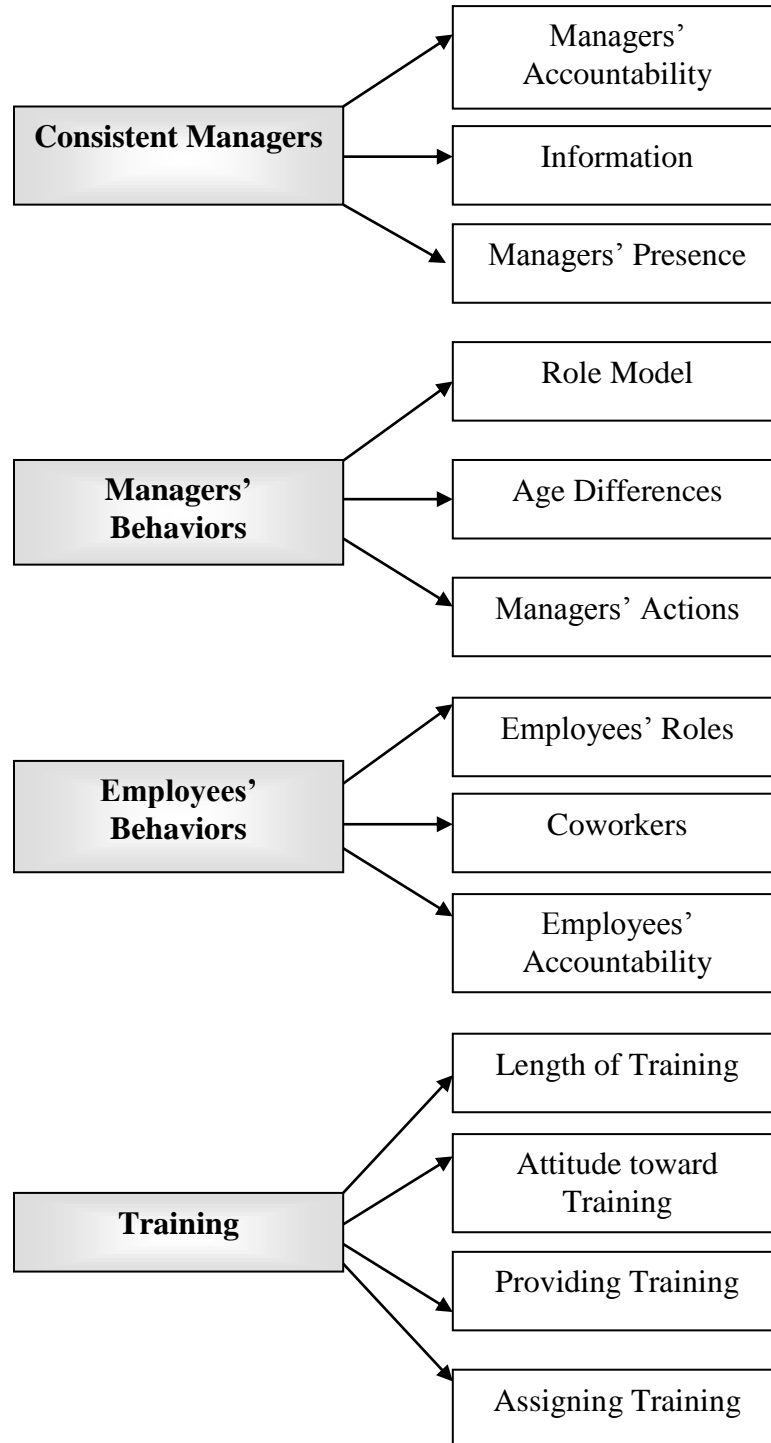 Managers’
Accountability
Consistent Managers
Information
Managers’ Presence
Role Model
Managers’
Behaviors
Age Differences
Managers’ Actions
Employees’ Roles
Employees’
Behaviors
Coworkers
Employees’
Accountability
Length of Training
Attitude toward
Training
Training
Providing Training
Assigning Training